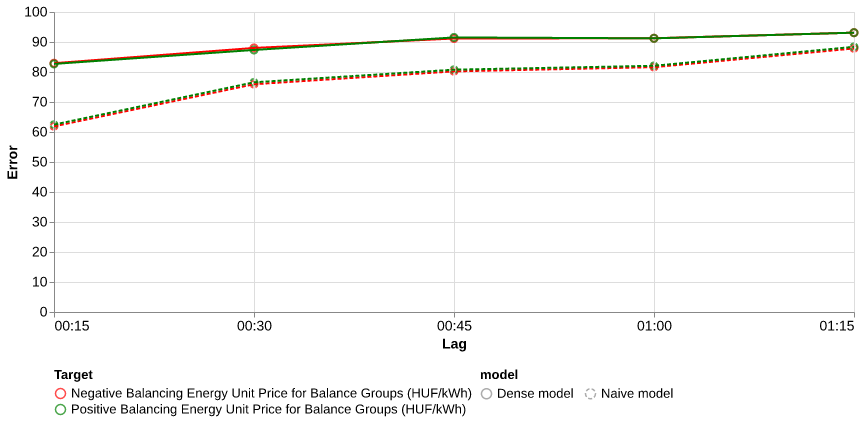 100
90
80
70
60
50
40
30
20
10
0
Error
00:15 00:30 00:45 01:00 01:15
Lag
Target model
Negative Balancing Energy Unit Price for Balance Groups (HUF/kWh) Dense model Naive model
Positive Balancing Energy Unit Price for Balance Groups (HUF/kWh)